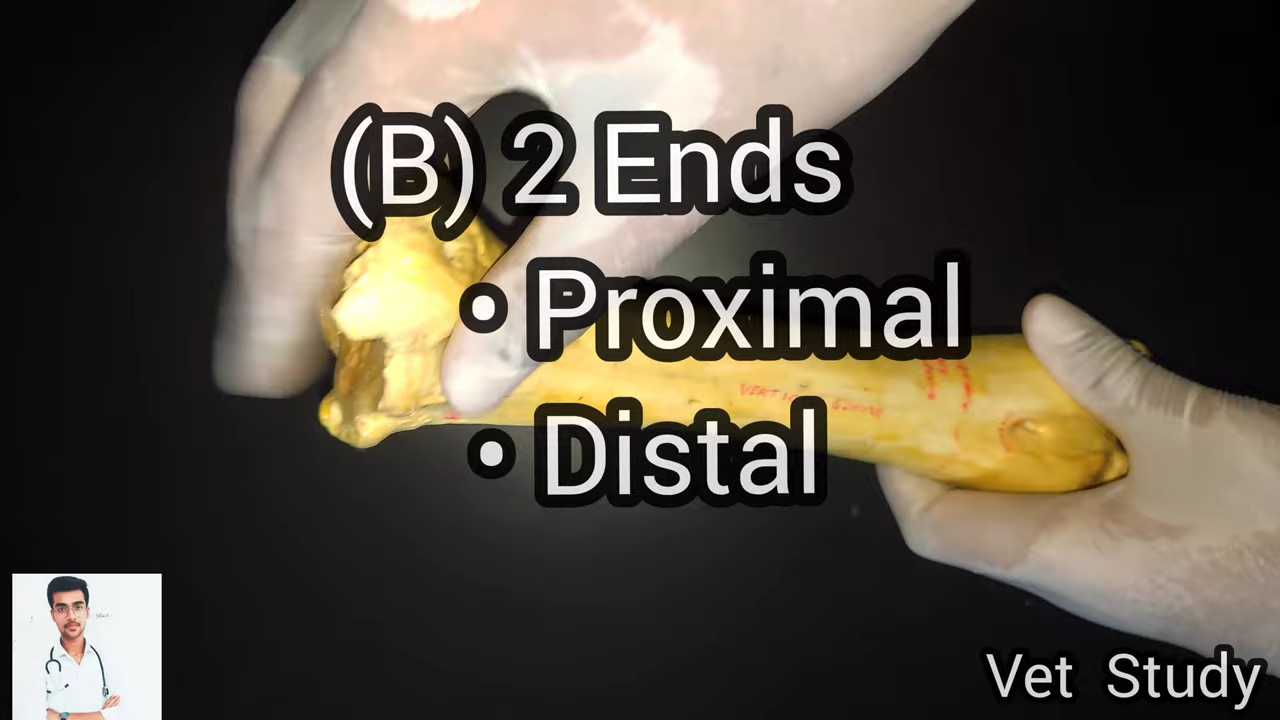 (B) 2 Ends
• Proximal
• Distal
Vet Study